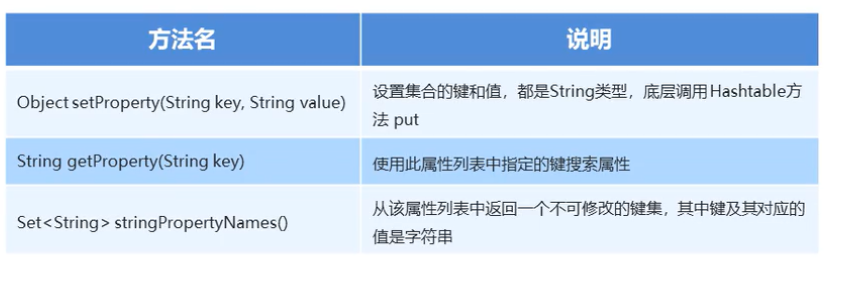 方法名 说明
Object setProperty(String key, String value) 设置集合的键和值，都是String类型，底层调用Hashtable方
法 put
String getProperty(String key) 使用此属性列表中指定的键搜索属性
Set<String> stringPropertyNames() 从该属性列表中返回一个不可修改的键集，其中键及其对应的
值是字符串